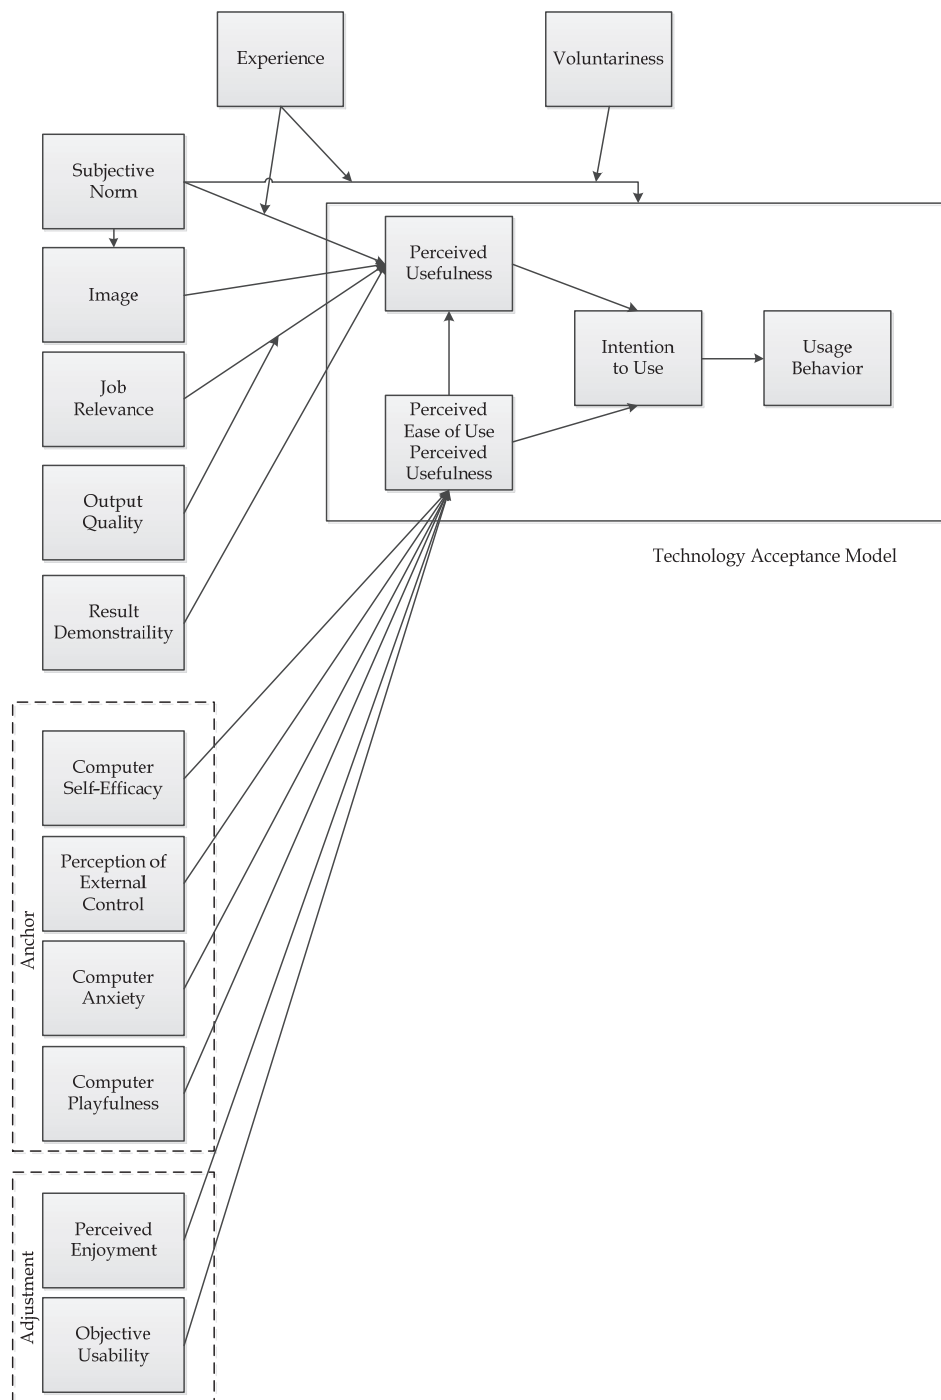 Experience
Voluntariness
Subjective
Norm
Image
Job
Relevance
Output
Quality
Result
Demonstraility
Perceived
Usefulness
Perceived
Ease of Use
Perceived
Usefulness
Intention
to Use
Usage
Behavior
Technology Acceptance Model
Anchor
Computer
Self-Efficacy
Perception of
External
Control
Computer
Anxiety
Computer
Playfulness
Adjustment
Perceived
Enjoyment
Objective
Usability